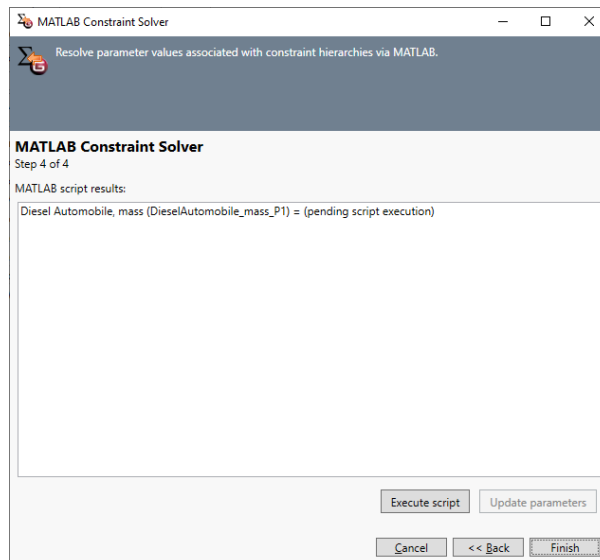 MATLAB Constraint Solver
Resolve parameter values associated with constraint hierarchies via MATLAB.
MATLAB Constraint Solver
Step 4 of 4
MATLAB script results:
Diesel Automobile, mass (DieselAutomobile_mass_P1) = (pending script execution)
Execute script
Update parameters
Cancel
<< Back
Finish